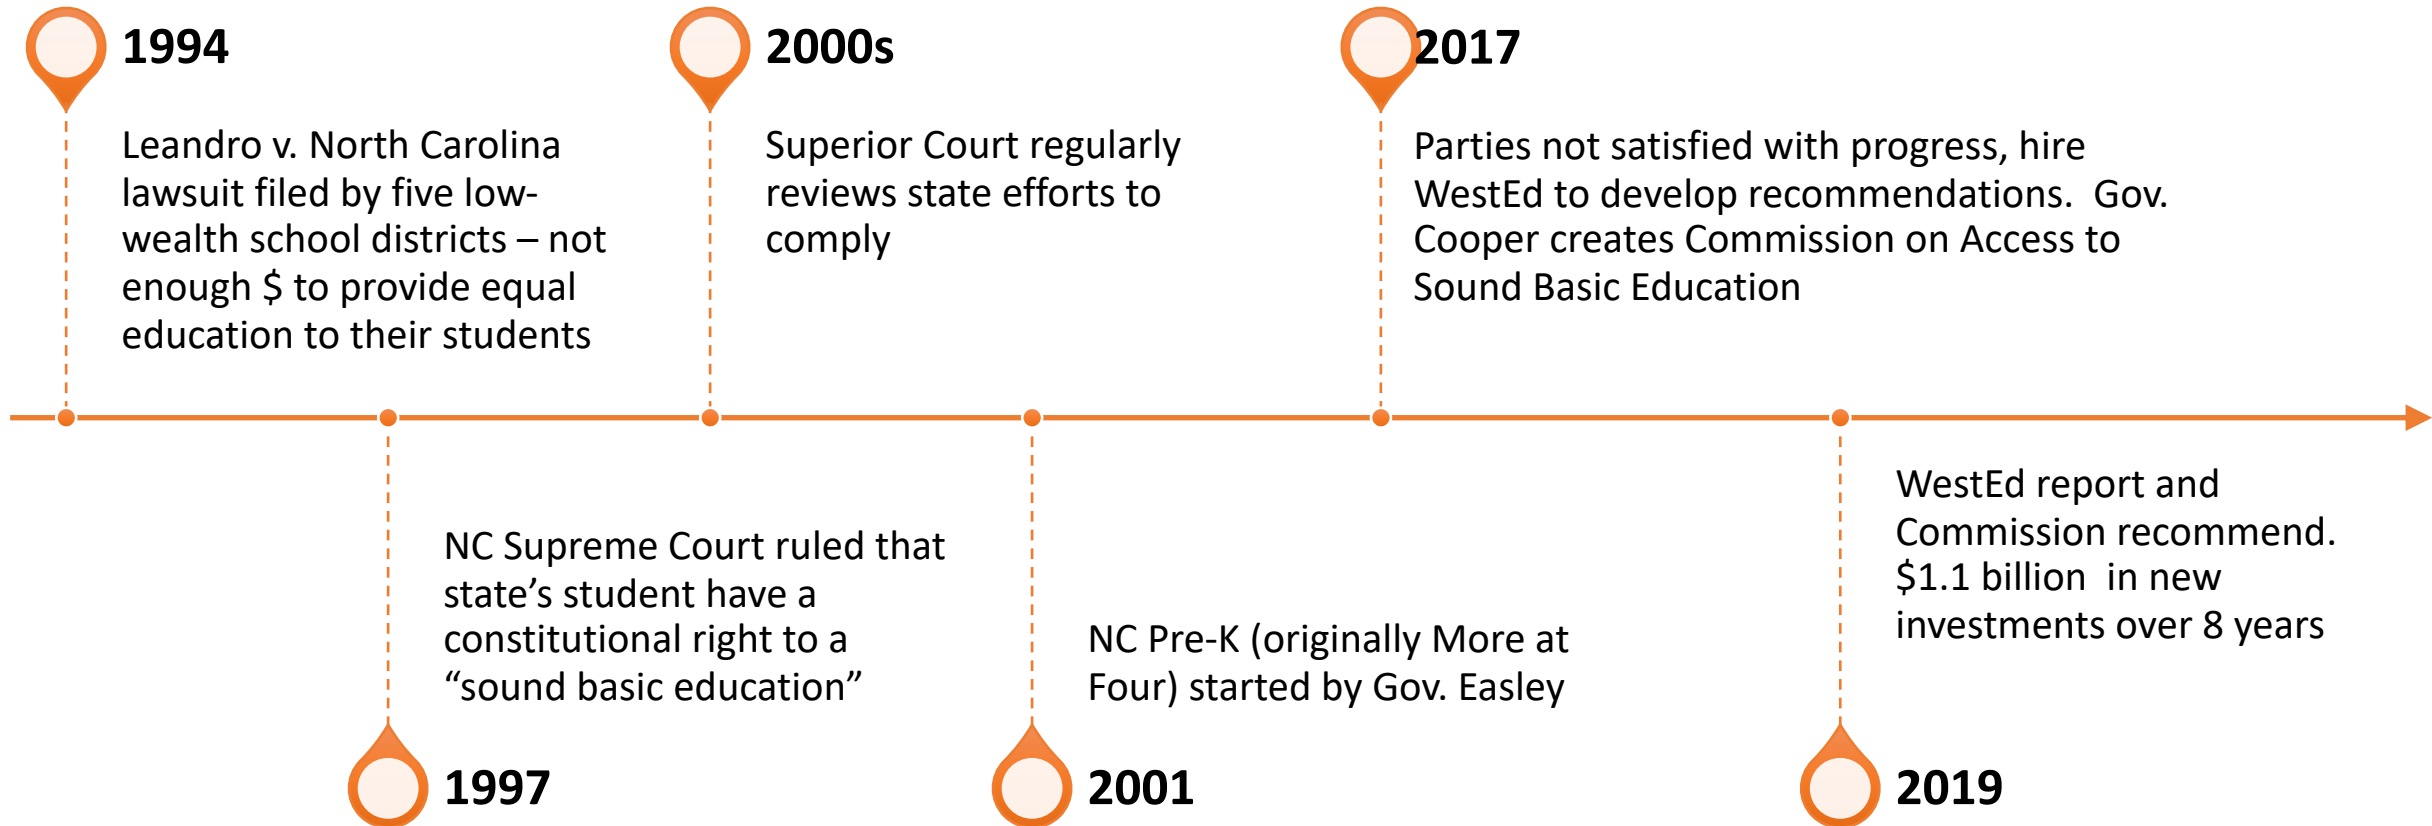 1994
Leandro v. North Carolina
lawsuit filed by five low-
wealth school districts – not
enough $ to provide equal
education to their students
1997
NC Supreme Court ruled that
state’s student have a
constitutional right to a
“sound basic education”
2000s
Superior Court regularly
reviews state efforts to
comply
2001
NC Pre-K (originally More at
Four) started by Gov. Easley
2017
Parties not satisfied with progress, hire
WestEd to develop recommendations.  Gov.
Cooper creates Commission on Access to
Sound Basic Education
2019
WestEd report and
Commission recommend.
$1.1 billion  in new
investments over 8 years